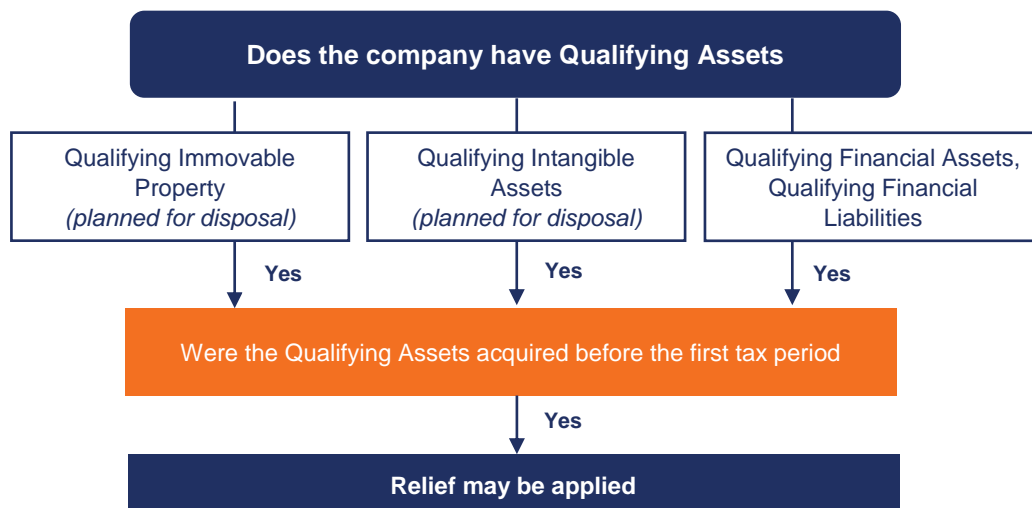 Does the company have Qualifying Assets
Qualifying Immovable
Property
(planned for disposal)
Qualifying Intangible
Assets
(planned for disposal)
Qualifying Financial Assets,
Qualifying Financial
Liabilities
Yes
Yes
Yes
Were the Qualifying Assets acquired before the first tax period
Yes
Relief may be applied